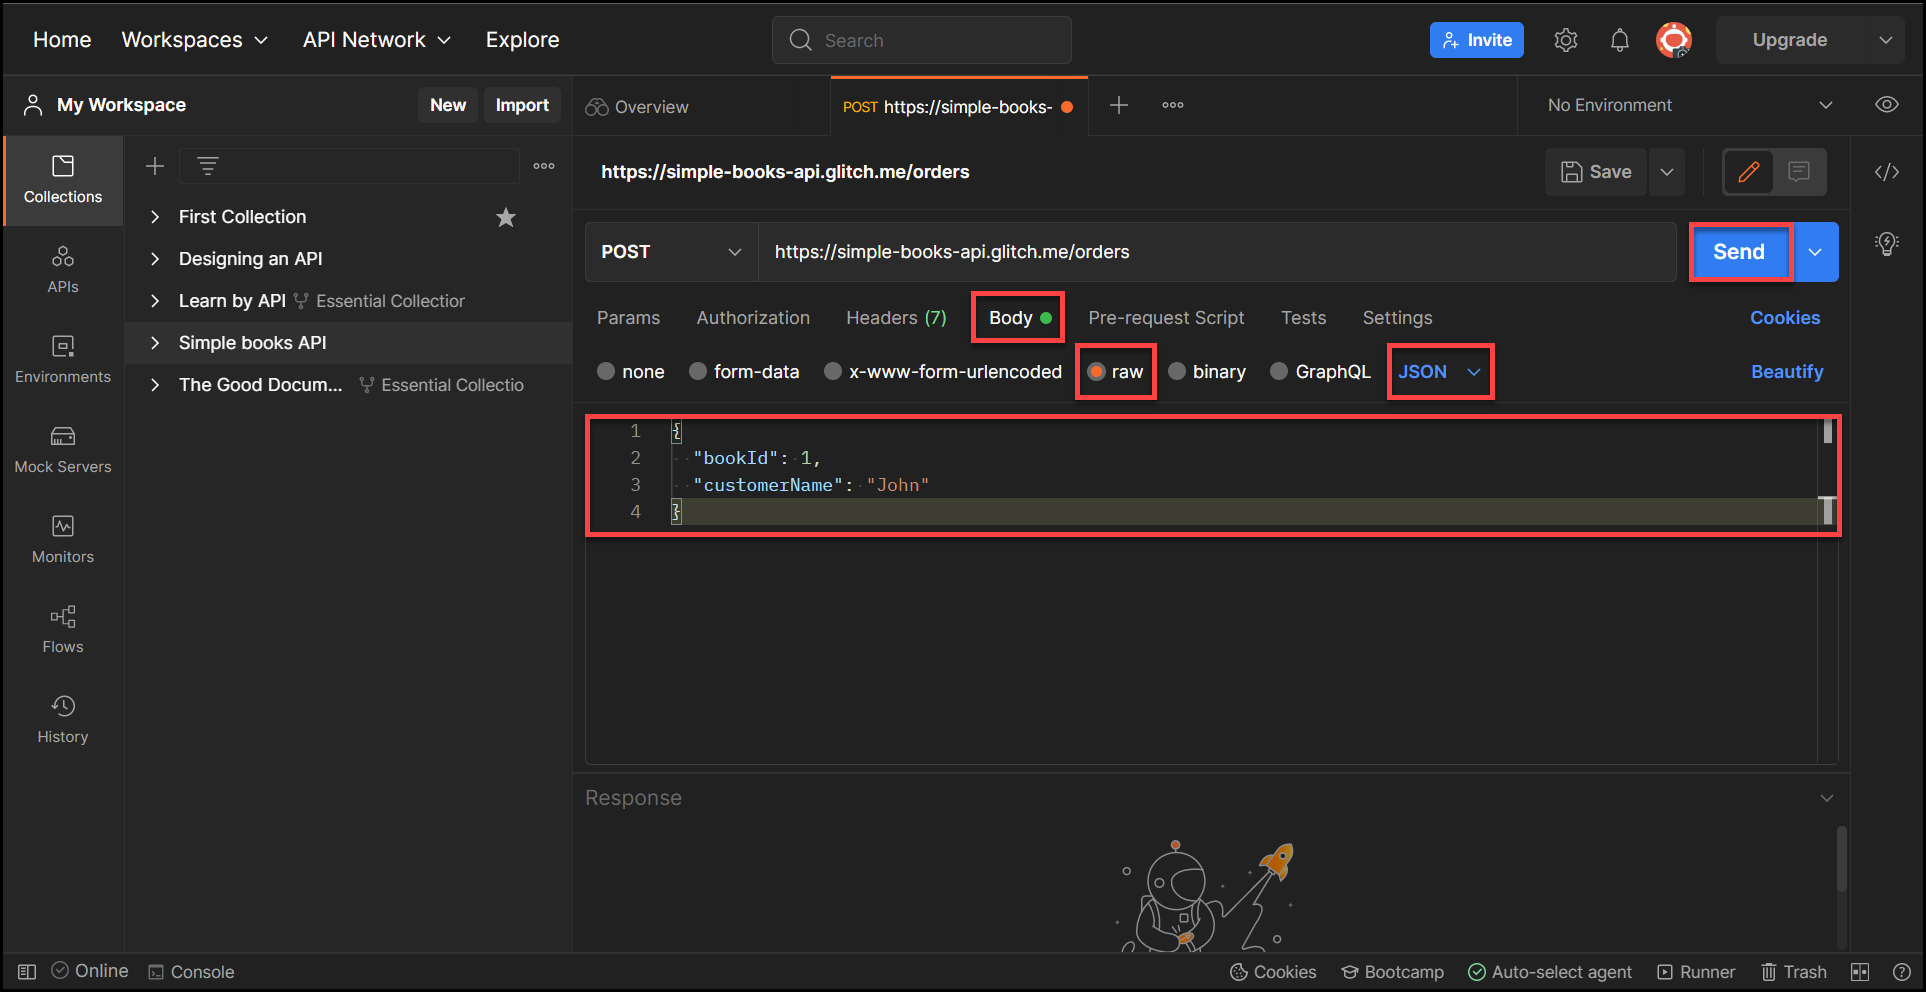 Home Workspaces API Network Explore Search Invite Upgrade
My Workspace New Import Overview POST https://simple-books- No Environment
Collections
APIs
Environments
Mock Servers
Monitors
Flows
History
First Collection
Designing an API
Learn by API Essential Collection
Simple books API
The Good Docum... Essential Collectio
https://simple-books-api.glitch.me/orders Save
POST https://simple-books-api.glitch.me/orders Send
Params Authorization Headers (7) Body Pre-request Script Tests Settings Cookies
none form-data x-www-form-urlencoded raw binary GraphQL JSON Beautify
1 {
2 "bookId": 1,
3 "customerName": "John"
4 }
Response
Online Console Cookies Bootcamp Auto-select agent Runner Trash